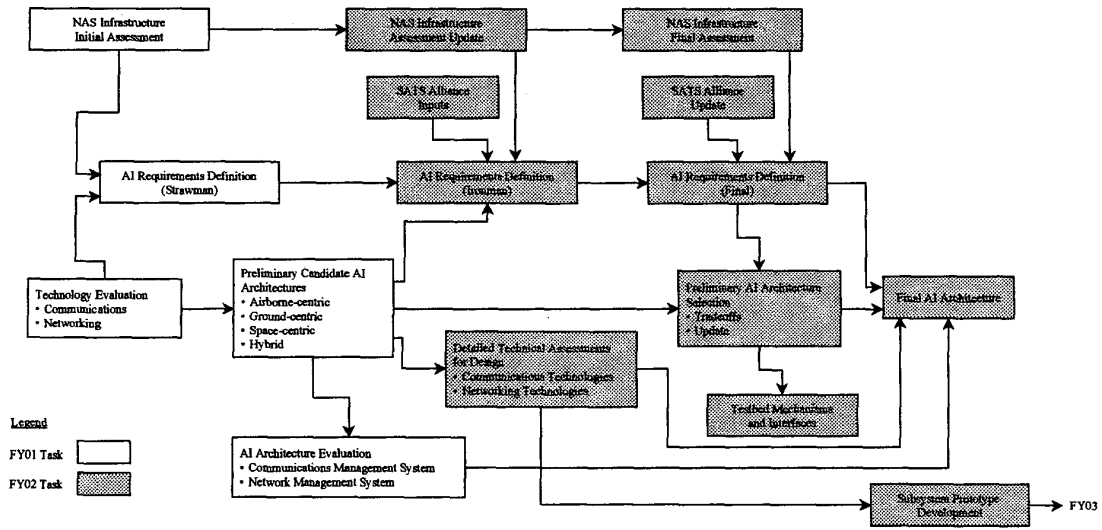 NAS Infrastructure
Initial Assessment
NAS Infrastructure
Assessment Update
NAS Infrastructure
Final Assessment
SATS Alliance
Inputs
SATS Alliance
Update
AI Requirements Definition
(Strawman)
AI Requirements Definition
(Ironman)
AI Requirements Definition
(Final)
Technology Evaluation
• Communications
• Networking
Preliminary Candidate AI
Architectures
• Airborne-centric
• Ground-centric
• Space-centric
• Hybrid
Preliminary AI Architecture
Selection
• Tradeoffs
• Update
Final AI Architecture
Detailed Technical Assessments
for Design
• Communications Technologies
• Networking Technologies
Testbed Mechanisms
and Interfaces
Legend
FY01 Task
FY02 Task
AI Architecture Evaluation
• Communications Management System
• Network Management System
Subsystem Prototype
Development
FY03